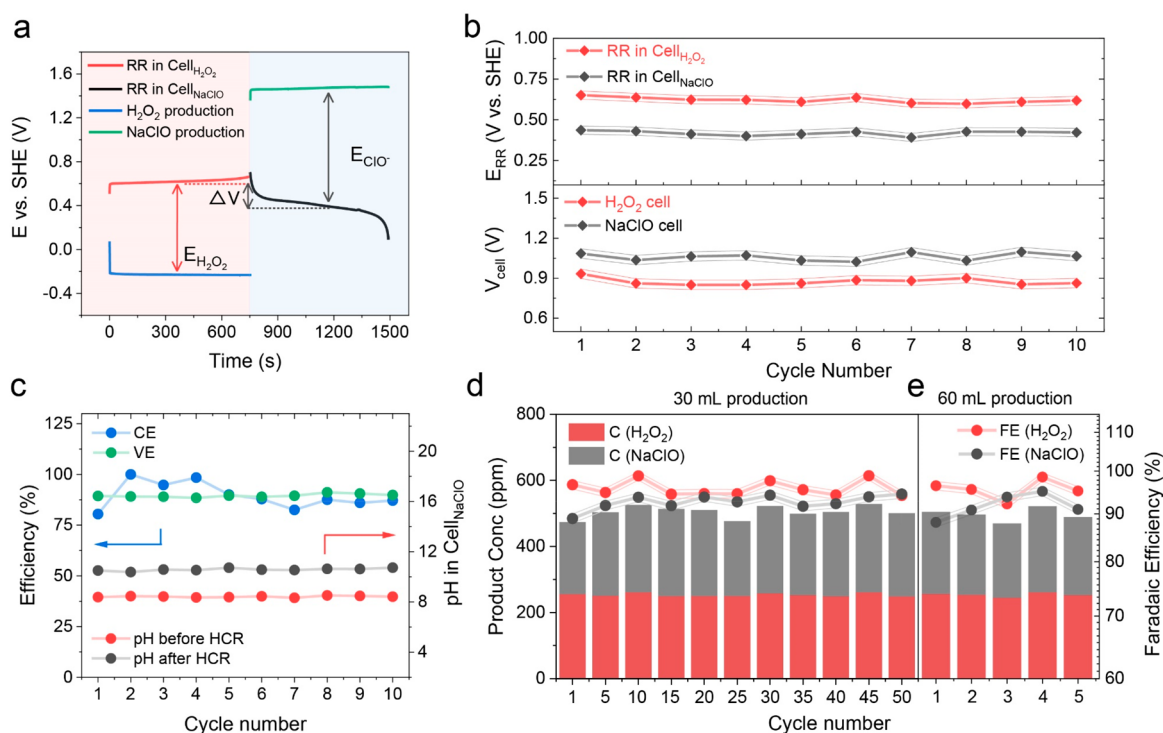 a
E vs. SHE (V)
1.6
1.2
0.8
0.4
0.0
-0.4
RR in Cell_H₂O₂
RR in Cell_NaClO
H₂O₂ production
NaClO production
E_ClO⁻
△V
E_H₂O₂
0 300 600 900 1200 1500
Time (s)
b
E_RR (V vs. SHE)
1.00
0.75
0.50
0.25
RR in Cell_H₂O₂
RR in Cell_NaClO
V_cell (V)
1.5
1.2
0.9
0.6
H₂O₂ cell
NaClO cell
1 2 3 4 5 6 7 8 9 10
Cycle Number
c
Efficiency (%)
125
100
75
50
25
0
CE
VE
pH before HCR
pH after HCR
20
16
12
8
4
pH in Cell_NaClO
1 2 3 4 5 6 7 8 9 10
Cycle number
d
30 mL production
Product Conc (ppm)
800
600
400
200
0
C (H₂O₂)
C (NaClO)
1 5 10 15 20 25 30 35 40 45 50
Cycle number
e
60 mL production
FE (H₂O₂)
FE (NaClO)
110
100
90
80
70
60
Faradaic Efficiency (%)
1 2 3 4 5